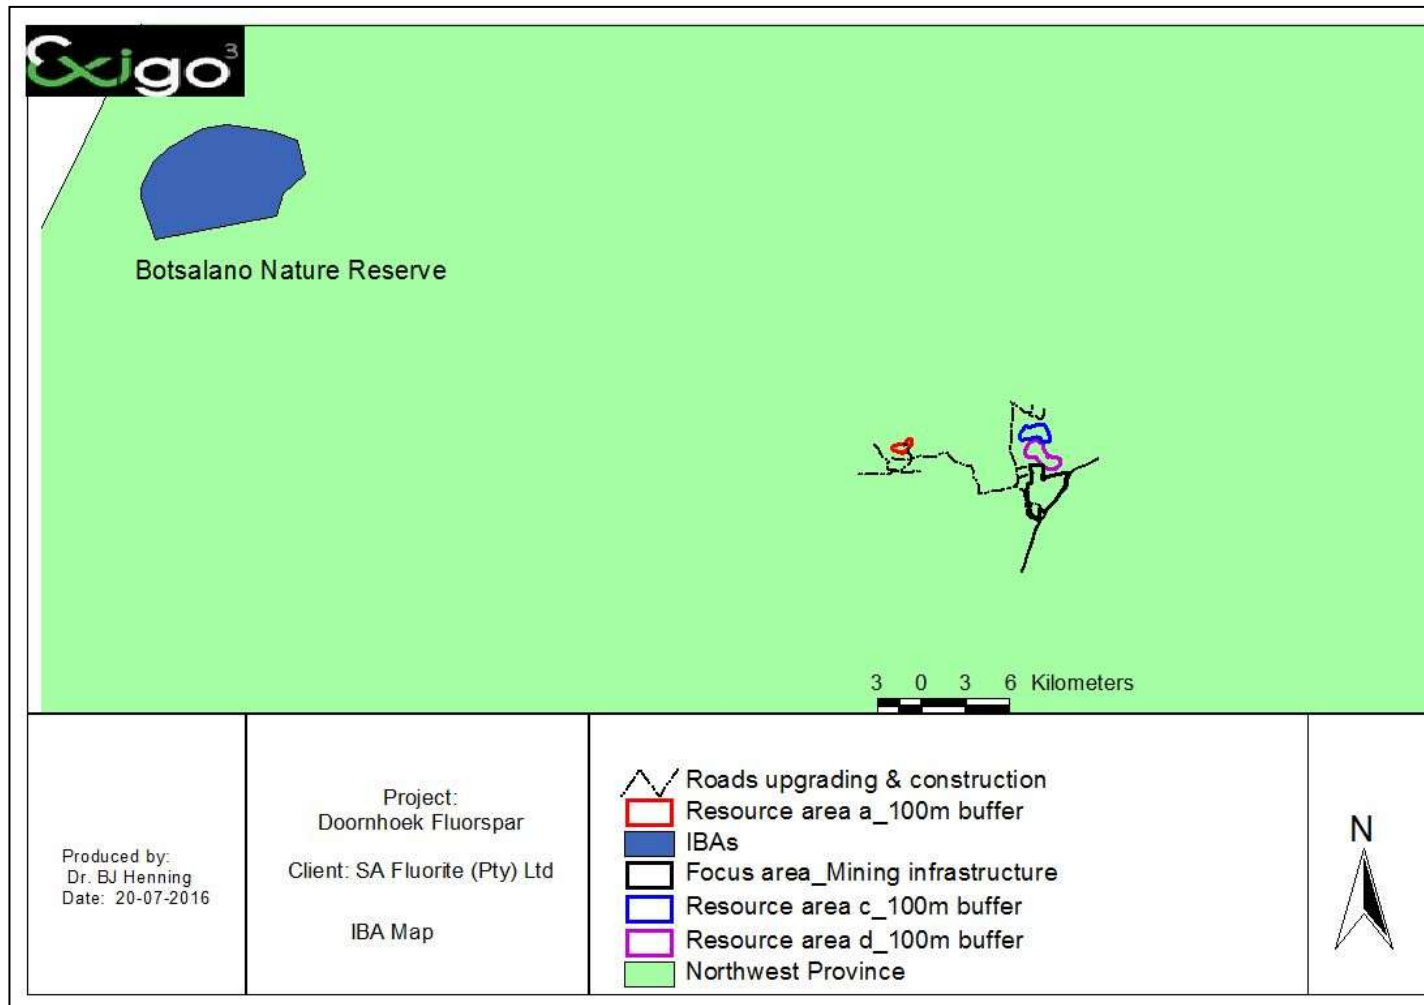 Exigo³
Botsalano Nature Reserve
3 0 3 6 Kilometers
Produced by:
Dr. BJ Henning
Date: 20-07-2016
Project:
Doornhoek Fluorspar
Client: SA Fluorite (Pty) Ltd
IBA Map
Roads upgrading & construction
Resource area a_100m buffer
IBAs
Focus area_Mining infrastructure
Resource area c_100m buffer
Resource area d_100m buffer
Northwest Province
N